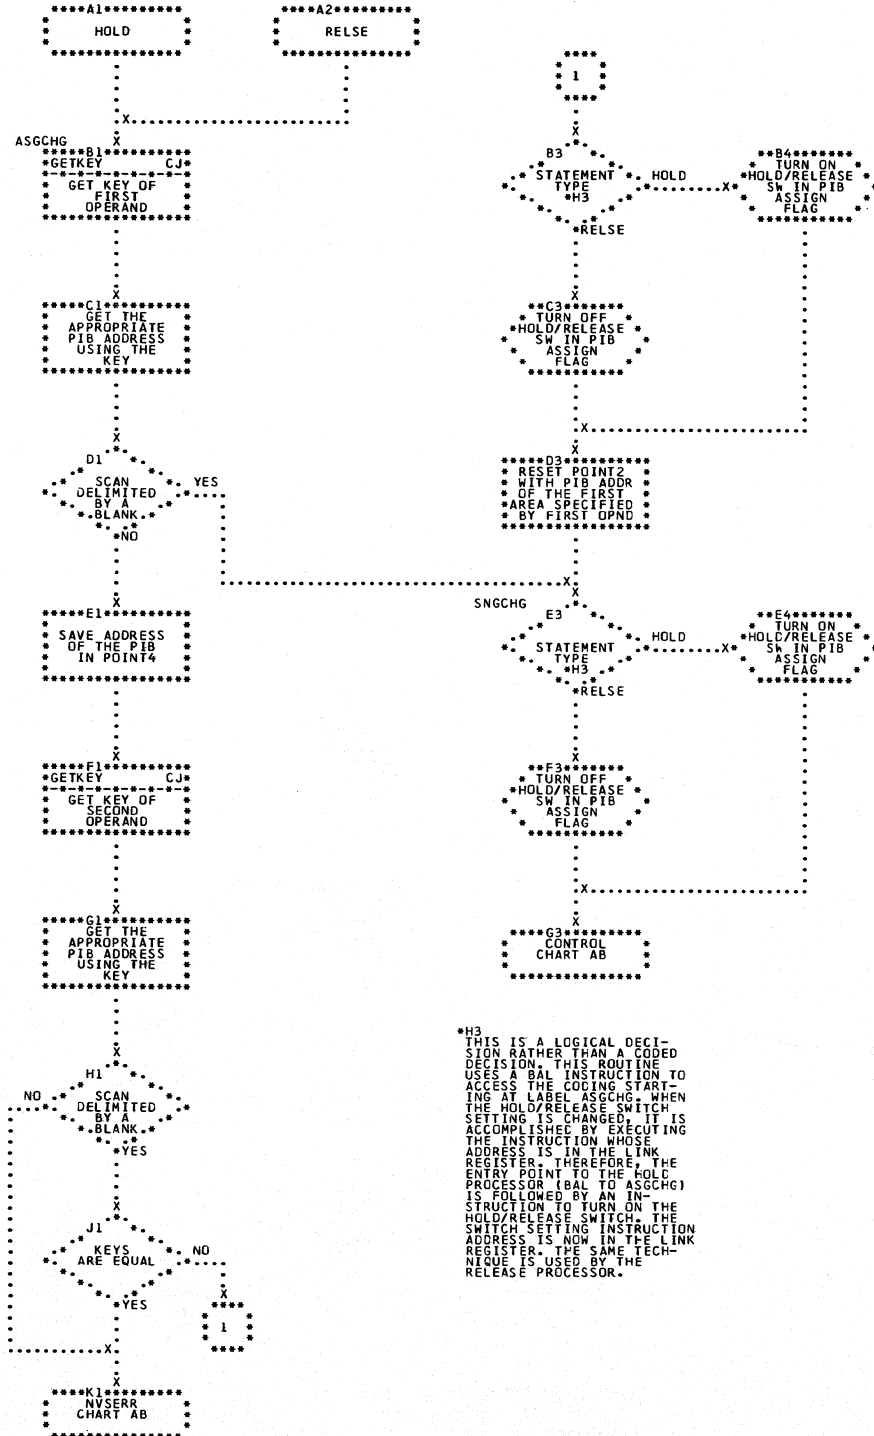 A1
HOLD
A2
RELSE
ASGCHG
B1
*GETKEY CJ*
GET KEY OF
FIRST
OPERAND
C1
GET THE
APPROPRIATE
PIB ADDRESS
USING THE
KEY
D1
SCAN
DELIMITED
BY A
BLANK
YES
*NO
E1
SAVE ADDRESS
OF THE PIB
IN POINT4
F1
*GETKEY CJ*
GET KEY OF
SECOND
OPERAND
G1
GET THE
APPROPRIATE
PIB ADDRESS
USING THE
KEY
H1
SCAN
DELIMITED
BY A
BLANK
NO
*YES
J1
KEYS
ARE EQUAL
NO
*YES
1
K1
NVSERR
CHART AB
1
B3
STATEMENT
TYPE
*H3
HOLD
*RELSE
B4
TURN ON
HOLD/RELEASE
SW IN PIB
ASSIGN
FLAG
C3
TURN OFF
HOLD/RELEASE
SW IN PIB
ASSIGN
FLAG
D3
RESET POINT2
WITH PIB ADDR
OF THE FIRST
AREA SPECIFIED
BY FIRST OPND
SNGCHG
E3
STATEMENT
TYPE
*H3
HOLD
*RELSE
E4
TURN ON
HOLD/RELEASE
SW IN PIB
ASSIGN
FLAG
F3
TURN OFF
HOLD/RELEASE
SW IN PIB
ASSIGN
FLAG
G3
CONTROL
CHART AB
*H3
THIS IS A LOGICAL DECI-
SION RATHER THAN A CODED
DECISION. THIS ROUTINE
USES A BAL INSTRUCTION TO
ACCESS THE CODING START-
ING AT LABEL ASGCHG. WHEN
THE HOLD/RELEASE SWITCH
SETTING IS CHANGED, IT IS
ACCOMPLISHED BY EXECUTING
THE INSTRUCTION WHOSE
ADDRESS IS IN THE LINK
REGISTER. THEREFORE, THE
ENTRY POINT TO THE HOLD
PROCESSOR (BAL TO ASGCHG)
IS FOLLOWED BY AN IN-
STRUCTION TO TURN ON THE
HOLD/RELEASE SWITCH. THE
SWITCH SETTING INSTRUCTION
ADDRESS IS NOW IN THE LINK
REGISTER. THE SAME TECH-
NIQUE IS USED BY THE
RELEASE PROCESSOR.